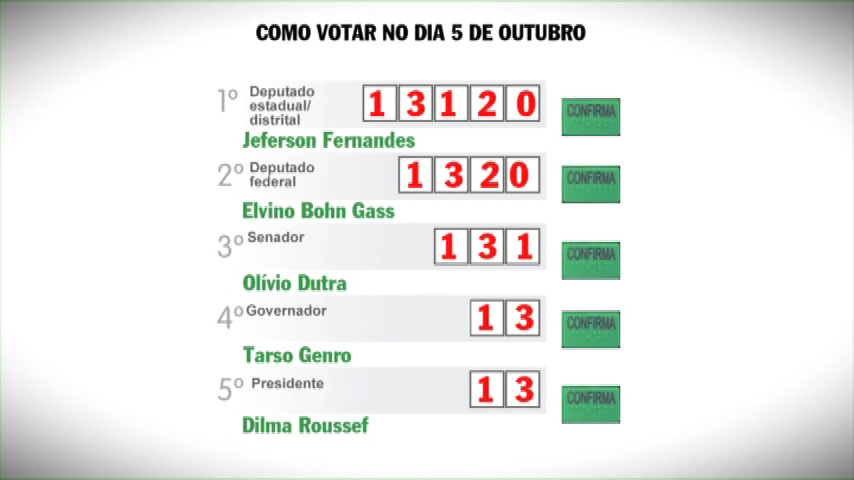 COMO VOTAR NO DIA 5 DE OUTUBRO
1º Deputado estadual/ distrital 13120 CONFIRMA
Jeferson Fernandes
2º Deputado federal 1320 CONFIRMA
Elvino Bohn Gass
3º Senador 131 CONFIRMA
Olívio Dutra
4º Governador 13 CONFIRMA
Tarso Genro
5º Presidente 13 CONFIRMA
Dilma Roussef